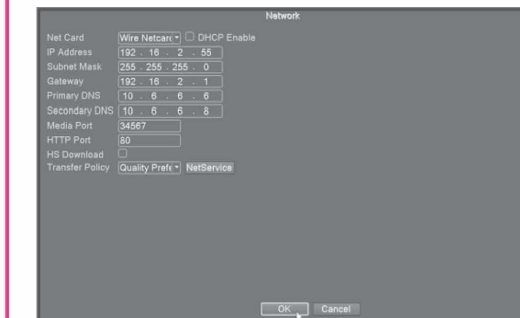 Network
Net Card Wire Netcard DHCP Enable
IP Address 192 . 16 . 2 . 55
Subnet Mask 255 . 255 . 255 . 0
Gateway 192 . 16 . 2 . 1
Primary DNS 10 . 6 . 6 . 6
Secondary DNS 10 . 6 . 6 . 8
Media Port 34567
HTTP Port 80
HS Download
Transfer Policy Quality Prefe NetService
OK Cancel